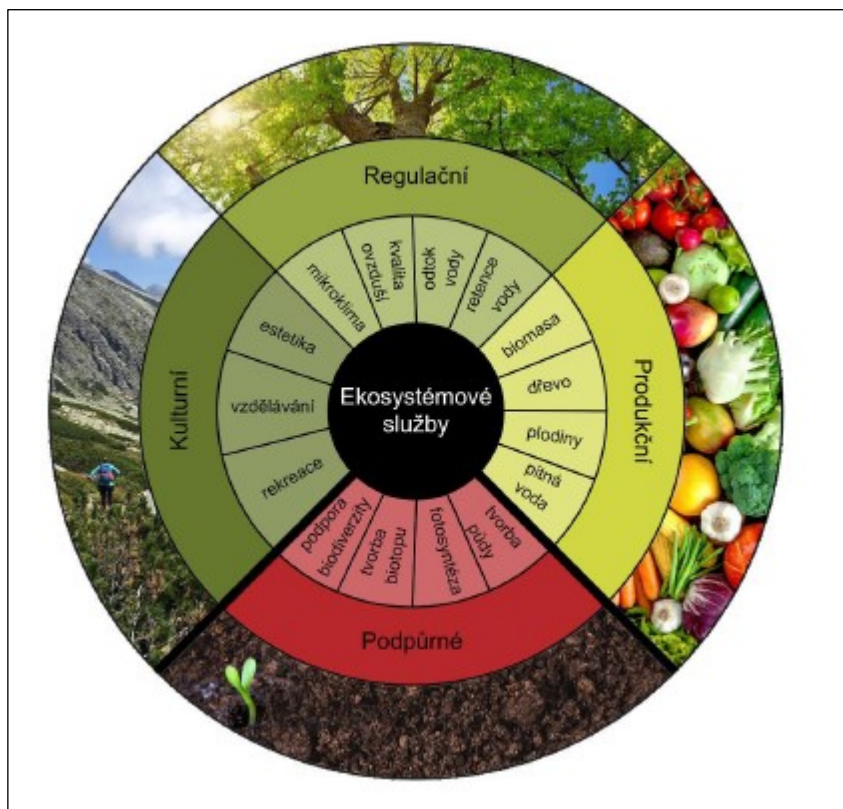 Regulační
mikroklima
kvalita
ovzduší
odtok
vody
retence
vody
Produkční
biomasa
dřevo
plodiny
pitná
voda
Podpůrné
tvorba
půdy
fotosyntéza
tvorba
biotopu
podpora
biodiverzity
Kulturní
rekreace
vzdělávání
estetika
Ekosystémové
služby